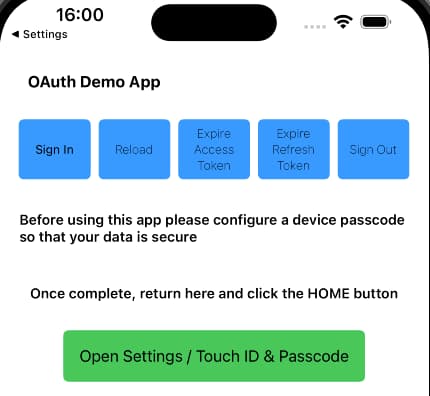 16:00
◀ Settings
OAuth Demo App
Sign In
Reload
Expire
Access
Token
Expire
Refresh
Token
Sign Out
Before using this app please configure a device passcode
so that your data is secure
Once complete, return here and click the HOME button
Open Settings / Touch ID & Passcode